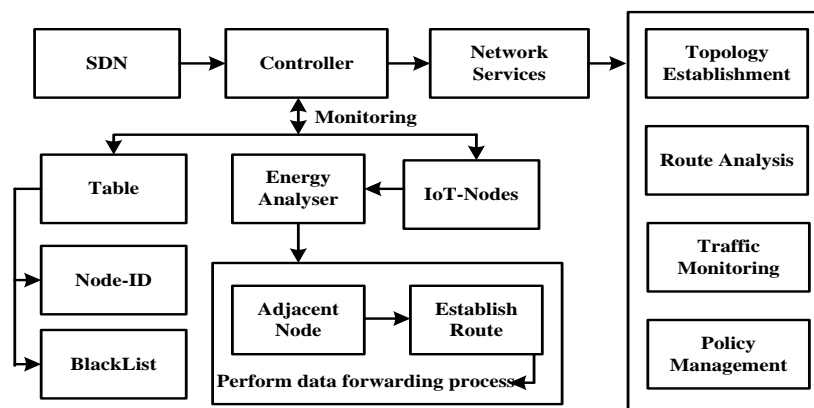 SDN
Controller
Network
Services
Topology
Establishment
Monitoring
Table
Energy
Analyser
IoT-Nodes
Route Analysis
Node-ID
Traffic
Monitoring
Adjacent
Node
Establish
Route
BlackList
Perform data forwarding process
Policy
Management